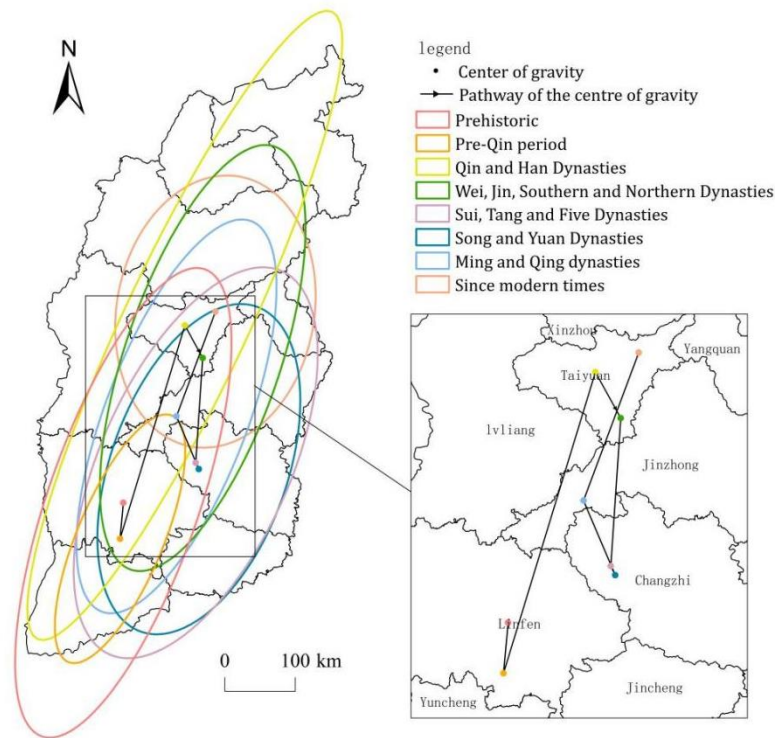 N
legend
Center of gravity
Pathway of the centre of gravity
Prehistoric
Pre-Qin period
Qin and Han Dynasties
Wei, Jin, Southern and Northern Dynasties
Sui, Tang and Five Dynasties
Song and Yuan Dynasties
Ming and Qing dynasties
Since modern times
Xinzhon
Yangquan
Taiyuan
lvliang
Jinzhong
Changzhi
Linfen
Jincheng
Yuncheng
0 100 km